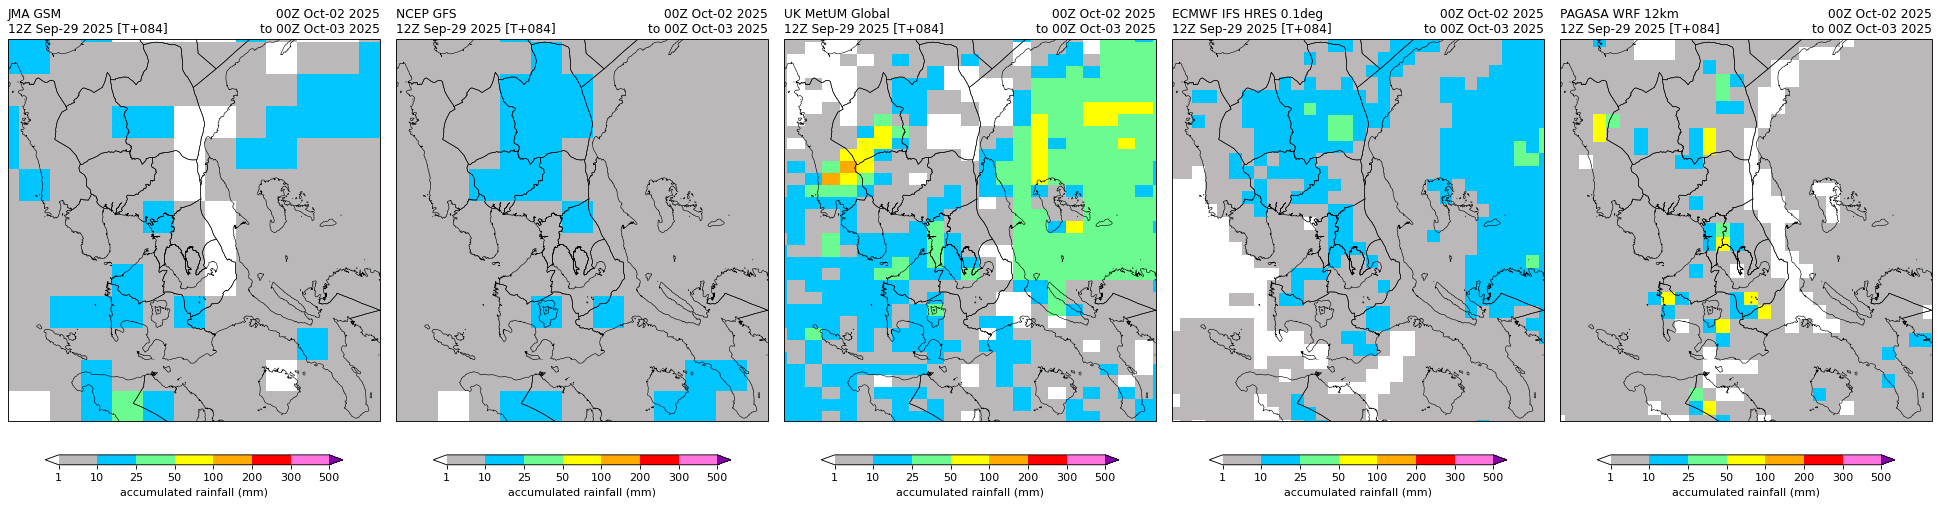 JMA GSM 00Z Oct-02 2025
12Z Sep-29 2025 [T+084] to 00Z Oct-03 2025
1 10 25 50 100 200 300 500
accumulated rainfall (mm)
NCEP GFS 00Z Oct-02 2025
12Z Sep-29 2025 [T+084] to 00Z Oct-03 2025
1 10 25 50 100 200 300 500
accumulated rainfall (mm)
UK MetUM Global 00Z Oct-02 2025
12Z Sep-29 2025 [T+084] to 00Z Oct-03 2025
1 10 25 50 100 200 300 500
accumulated rainfall (mm)
ECMWF IFS HRES 0.1deg 00Z Oct-02 2025
12Z Sep-29 2025 [T+084] to 00Z Oct-03 2025
1 10 25 50 100 200 300 500
accumulated rainfall (mm)
PAGASA WRF 12km 00Z Oct-02 2025
12Z Sep-29 2025 [T+084] to 00Z Oct-03 2025
1 10 25 50 100 200 300 500
accumulated rainfall (mm)